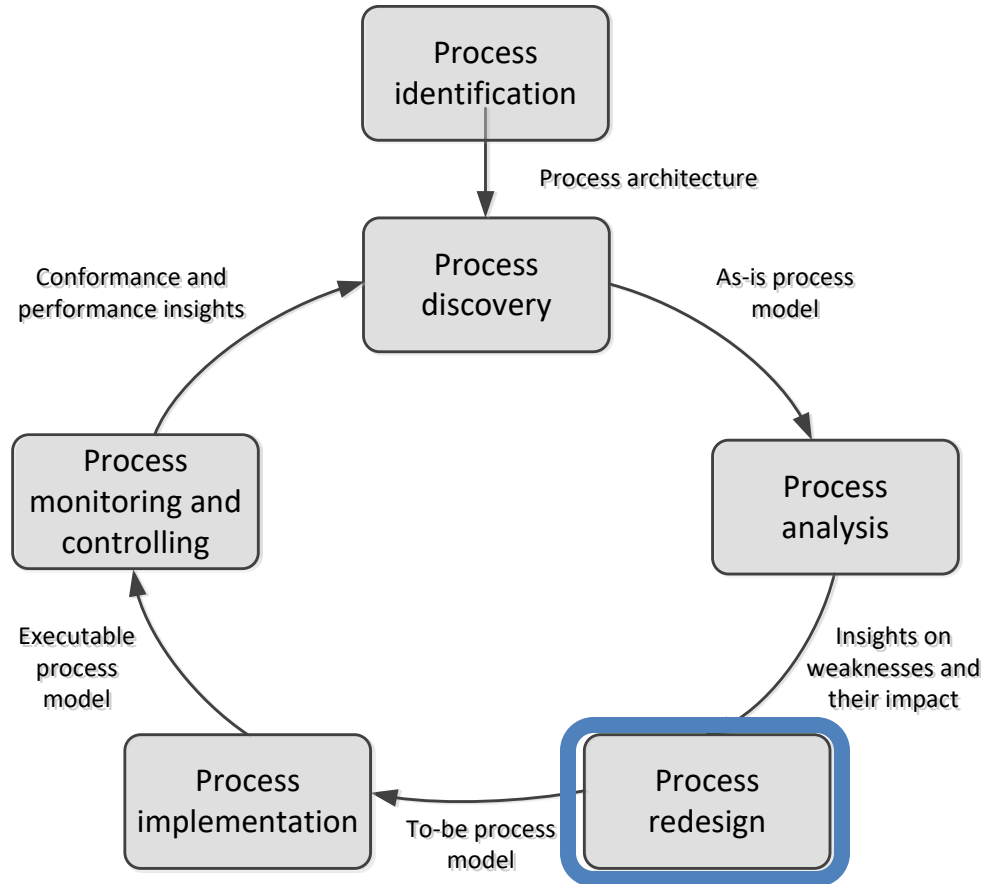 Process
identification
Process architecture
Process
discovery
Conformance and
performance insights
As-is process
model
Process
monitoring and
controlling
Process
analysis
Executable
process
model
Insights on
weaknesses and
their impact
Process
implementation
To-be process
model
Process
redesign